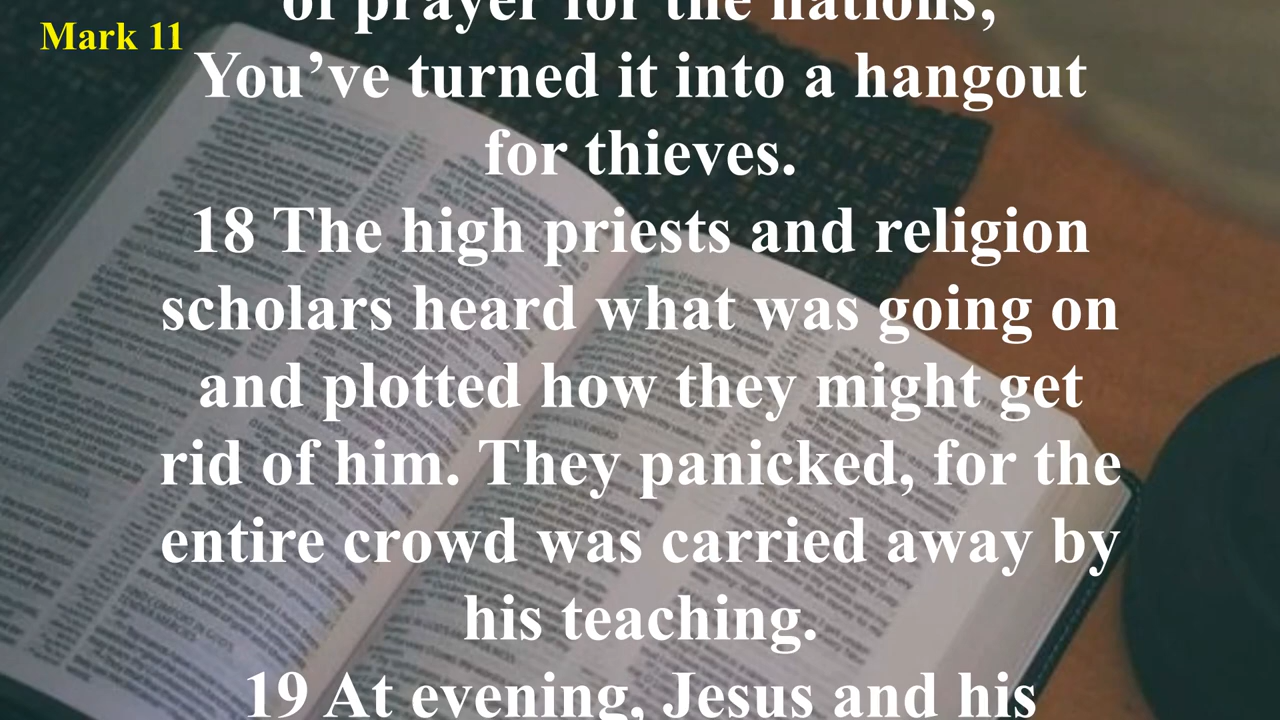 Mark 11
of prayer for the nations;
You’ve turned it into a hangout
for thieves.
18 The high priests and religion
scholars heard what was going on
and plotted how they might get
rid of him. They panicked, for the
entire crowd was carried away by
his teaching.
19 At evening, Jesus and his